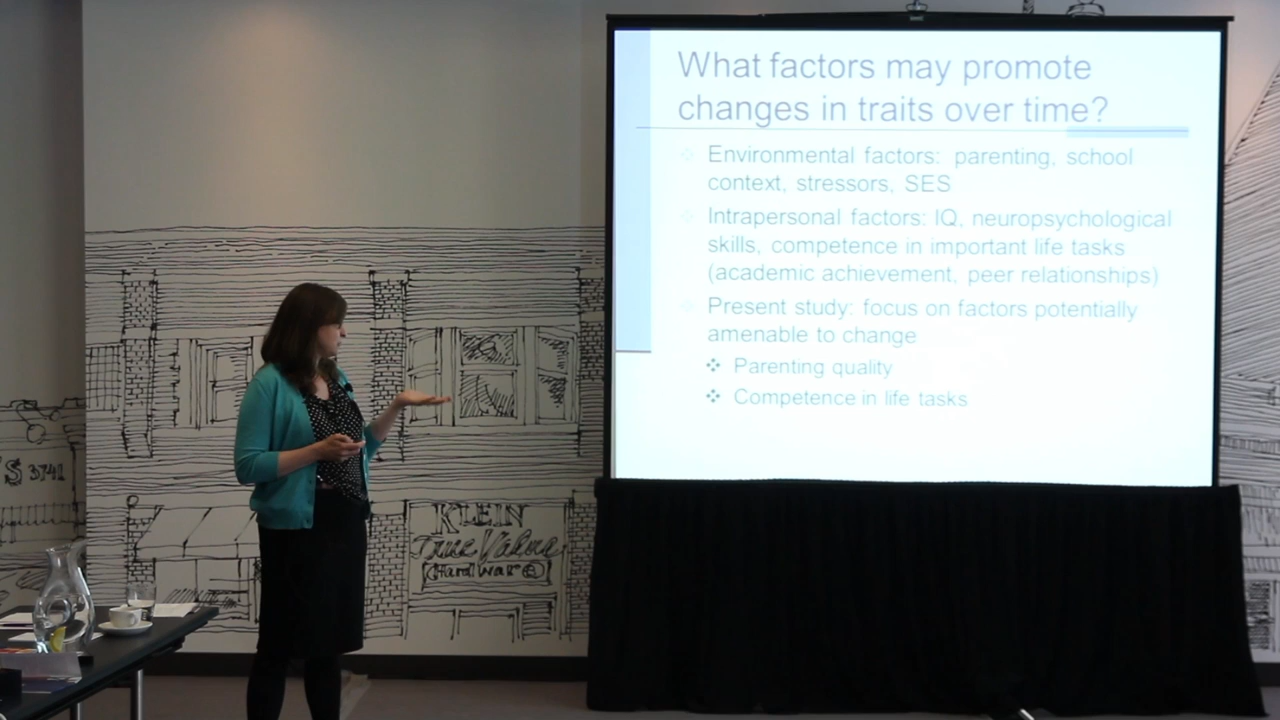 What factors may promote
changes in traits over time?
Environmental factors: parenting, school
context, stressors, SES
Intrapersonal factors: IQ, neuropsychological
skills, competence in important life tasks
(academic achievement, peer relationships)
Present study: focus on factors potentially
amenable to change
Parenting quality
Competence in life tasks
'S 3741
KLEIN
True Value
Hardware